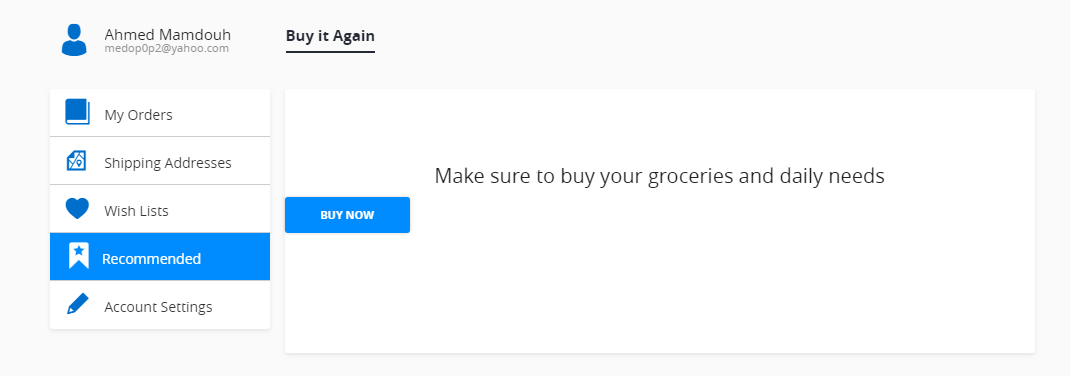 Ahmed Mamdouh
medop0p2@yahoo.com
Buy it Again
My Orders
Shipping Addresses
Wish Lists
Recommended
Account Settings
Make sure to buy your groceries and daily needs
BUY NOW